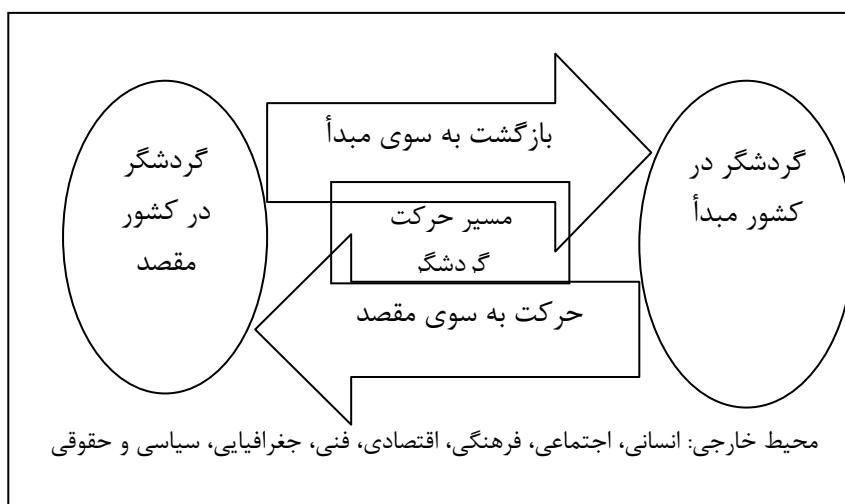 گردشگر در
کشور مبدأ
بازگشت به سوی مبدأ
مسیر حرکت
گردشگر
حرکت به سوی مقصد
گردشگر
در کشور
مقصد
محیط خارجی: انسانی، اجتماعی، فرهنگی، اقتصادی، فنی، جغرافیایی، سیاسی و حقوقی